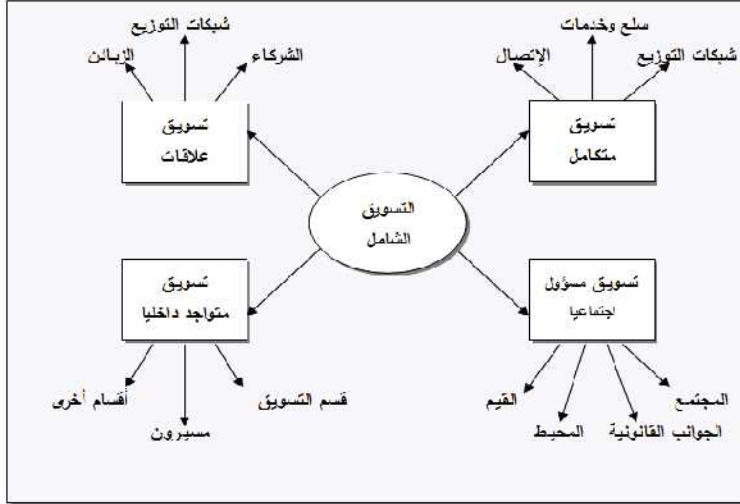 سلع وخدمات
الإتصال
شبكات التوزيع
تسويق
متكامل
شبكات التوزيع
الشركاء
الزبائن
تسويق
علاقات
التسويق
الشامل
تسويق مسؤول
اجتماعيا
المجتمع
الجوانب القانونية
المحيط
القيم
تسويق
متواجد داخليا
قسم التسويق
مسيرون
أقسام أخرى